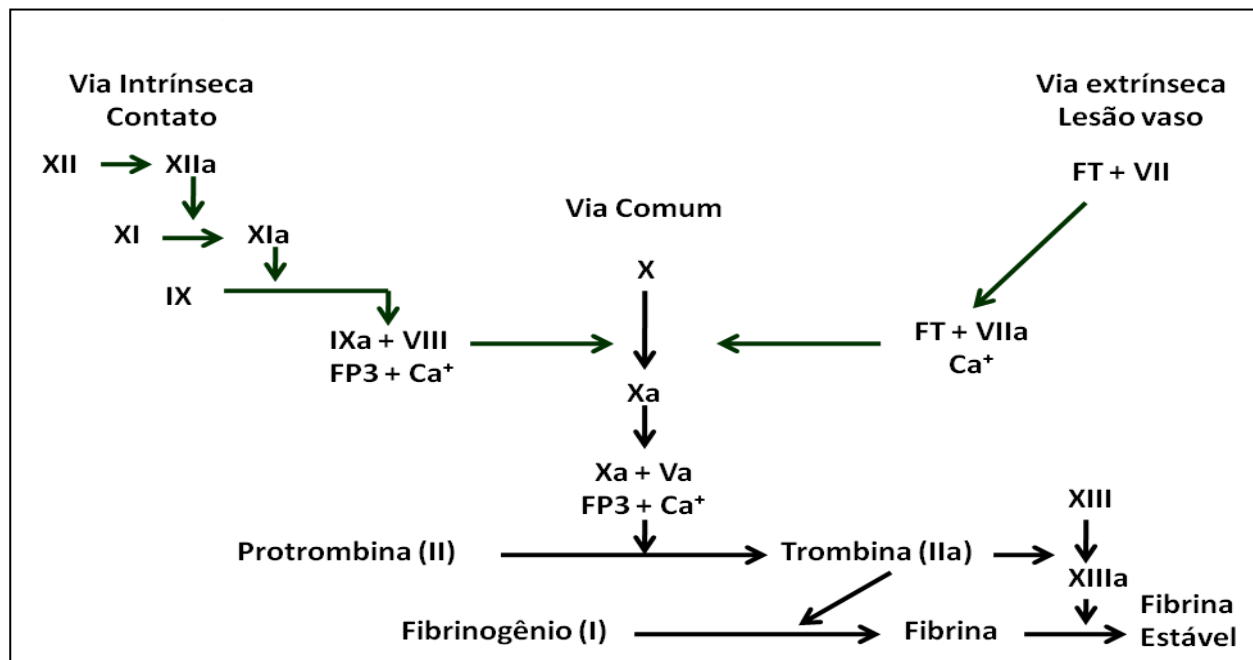 Via Intrínseca
Contato
XII
XIIa
XI
XIa
IX
IXa + VIII
FP3 + Ca⁺
Via Comum
X
Xa
Xa + Va
FP3 + Ca⁺
Via extrínseca
Lesão vaso
FT + VII
FT + VIIa
Ca⁺
Protrombina (II)
Trombina (IIa)
XIII
XIIIa
Fibrinogênio (I)
Fibrina
Fibrina
Estável